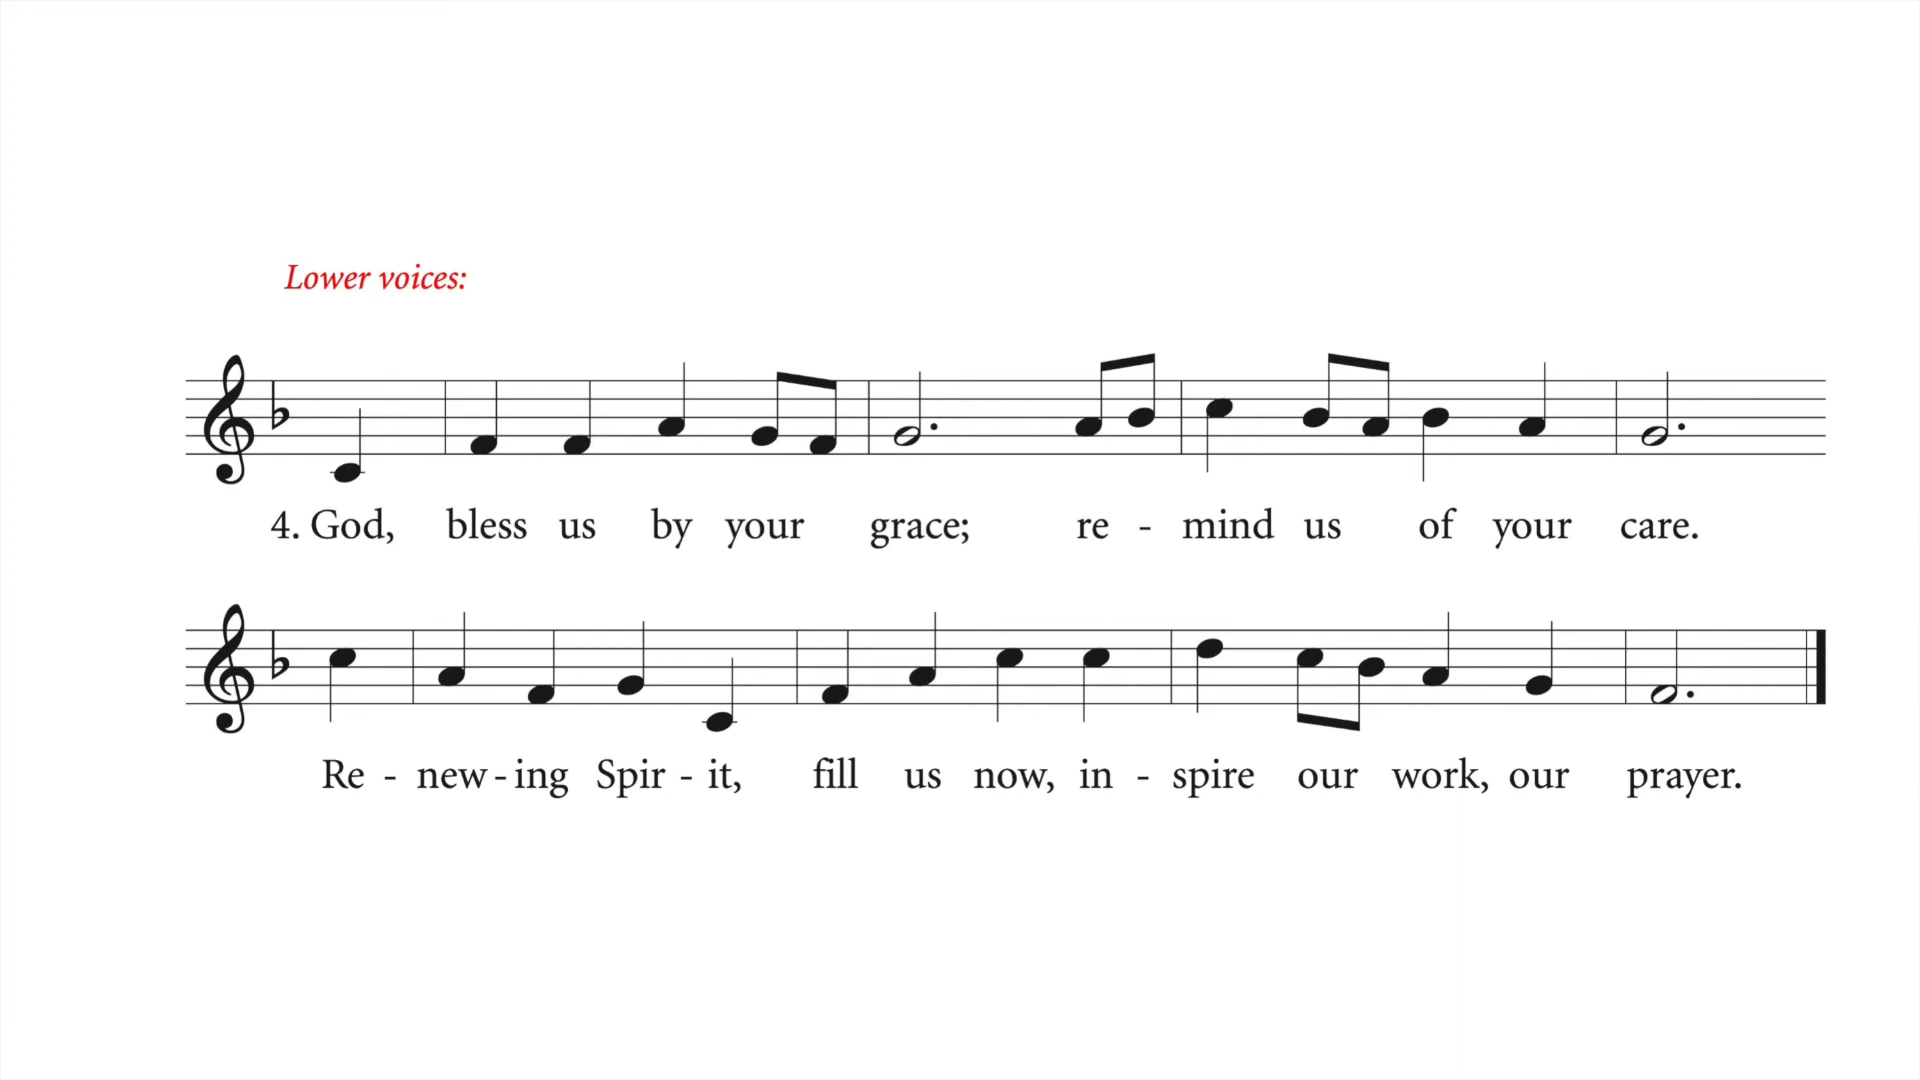 Lower voices:
4. God, bless us by your grace; re - mind us of your care.
Re - new - ing Spir - it, fill us now, in - spire our work, our prayer.